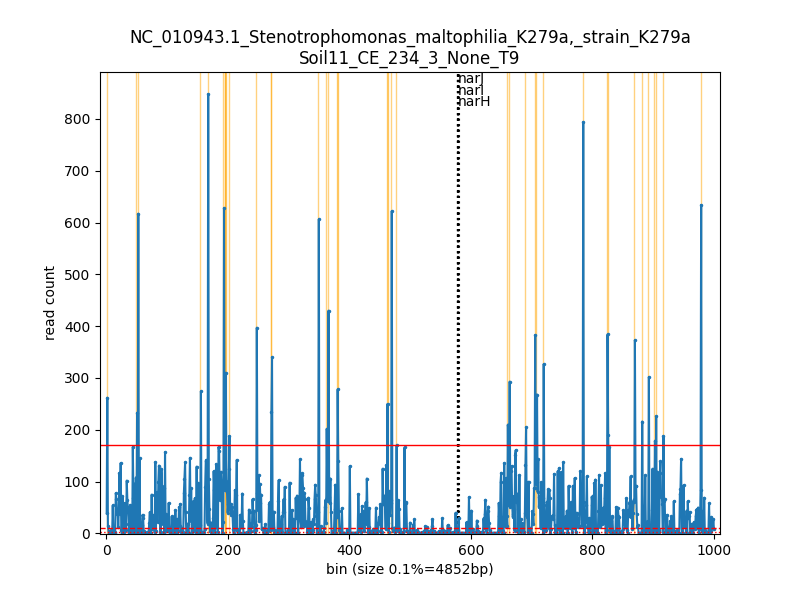 NC_010943.1_Stenotrophomonas_maltophilia_K279a,_strain_K279a
Soil11_CE_234_3_None_T9
narJ
narI
narH
800
700
600
500
400
300
200
100
0
read count
0 200 400 600 800 1000
bin (size 0.1%=4852bp)